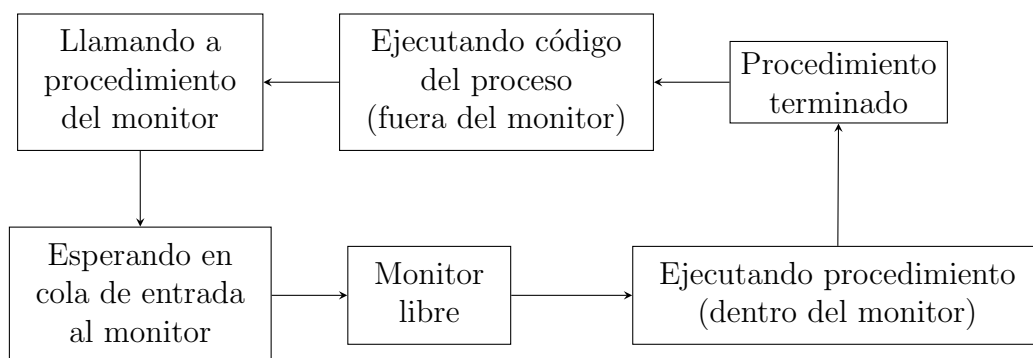 Llamando a
procedimiento
del monitor
Ejecutando código
del proceso
(fuera del monitor)
Procedimiento
terminado
Esperando en
cola de entrada
al monitor
Monitor
libre
Ejecutando procedimiento
(dentro del monitor)